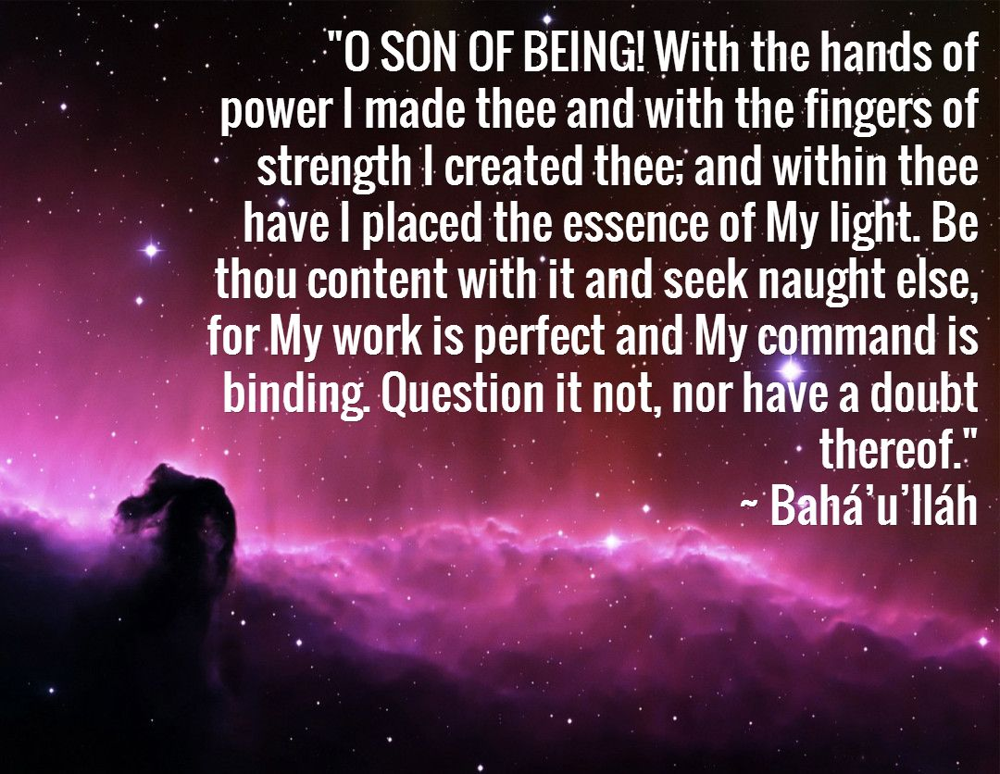 "O SON OF BEING! With the hands of
power I made thee and with the fingers of
strength I created thee; and within thee
have I placed the essence of My light. Be
thou content with it and seek naught else,
for My work is perfect and My command is
binding. Question it not, nor have a doubt
thereof."
~ Bahá’u’lláh